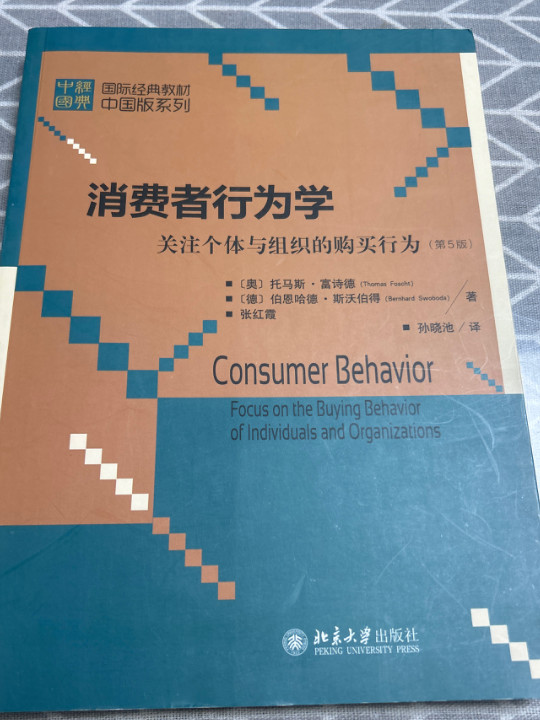 中國 經典
国际经典教材
中国版系列
消费者行为学
关注个体与组织的购买行为(第5版)
■〔奥〕托马斯·富诗德(Thomas Foscht)
■〔德〕伯恩哈德·斯沃伯得(Bernhard Swoboda)／著
■ 张红霞
■ 孙晓池／译
Consumer Behavior
Focus on the Buying Behavior
of Individuals and Organizations
北京大学出版社
PEKING UNIVERSITY PRESS